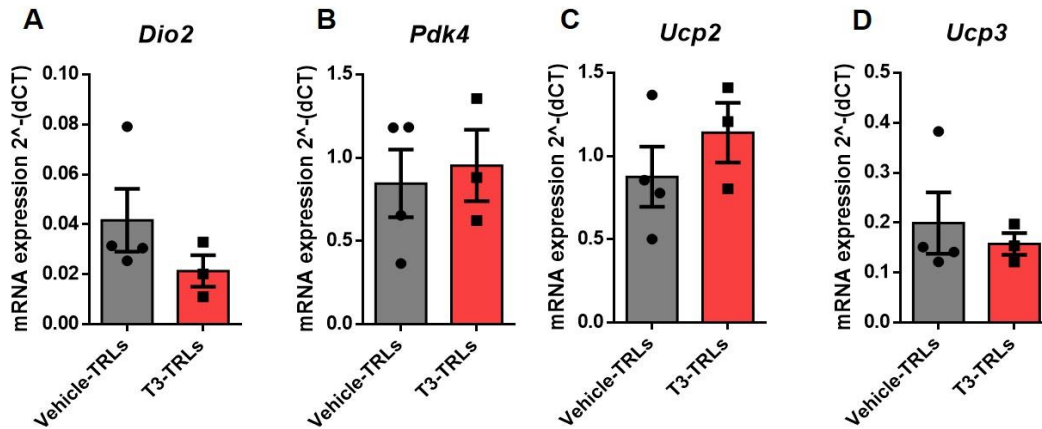 A
Dio2
mRNA expression 2^-(dCT)
0.10
0.08
0.06
0.04
0.02
0.00
Vehicle-TRLs
T3-TRLs
B
Pdk4
mRNA expression 2^-(dCT)
1.5
1.0
0.5
0.0
Vehicle-TRLs
T3-TRLs
C
Ucp2
mRNA expression 2^-(dCT)
1.5
1.0
0.5
0.0
Vehicle-TRLs
T3-TRLs
D
Ucp3
mRNA expression 2^-(dCT)
0.5
0.4
0.3
0.2
0.1
0.0
Vehicle-TRLs
T3-TRLs